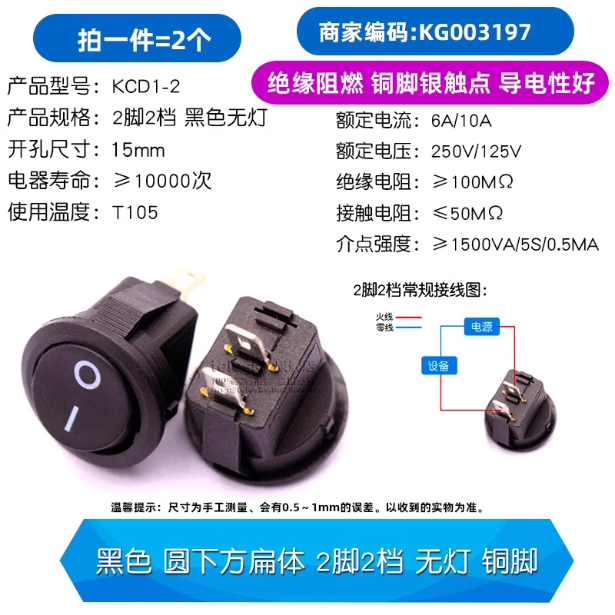 拍一件=2个
商家编码:KG003197
绝缘阻燃 铜脚银触点 导电性好
产品型号: KCD1-2
产品规格: 2脚2档 黑色无灯
开孔尺寸: 15mm
电器寿命: ≥10000次
使用温度: T105
额定电流: 6A/10A
额定电压: 250V/125V
绝缘电阻: ≥100MΩ
接触电阻: ≤50MΩ
介点强度: ≥1500VA/5S/0.5MA
2脚2档常规接线图:
火线
零线
电源
设备
温馨提示: 尺寸为手工测量、会有0.5~1mm的误差。以收到的实物为准。
黑色 圆下方扁体 2脚2档 无灯 铜脚